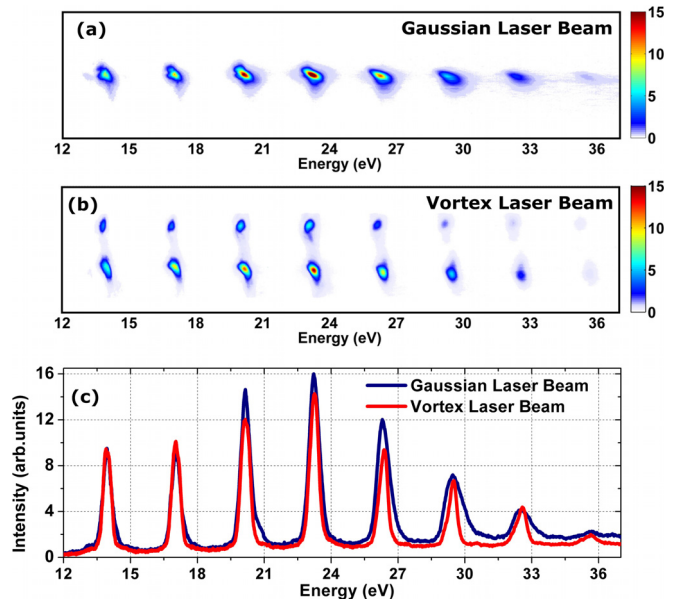 (a) Gaussian Laser Beam
15
10
5
0
12 15 18 21 24 27 30 33 36
Energy (eV)
(b) Vortex Laser Beam
15
10
5
0
12 15 18 21 24 27 30 33 36
Energy (eV)
(c)
Gaussian Laser Beam
Vortex Laser Beam
Intensity (arb.units)
16
12
8
4
0
12 15 18 21 24 27 30 33 36
Energy (eV)